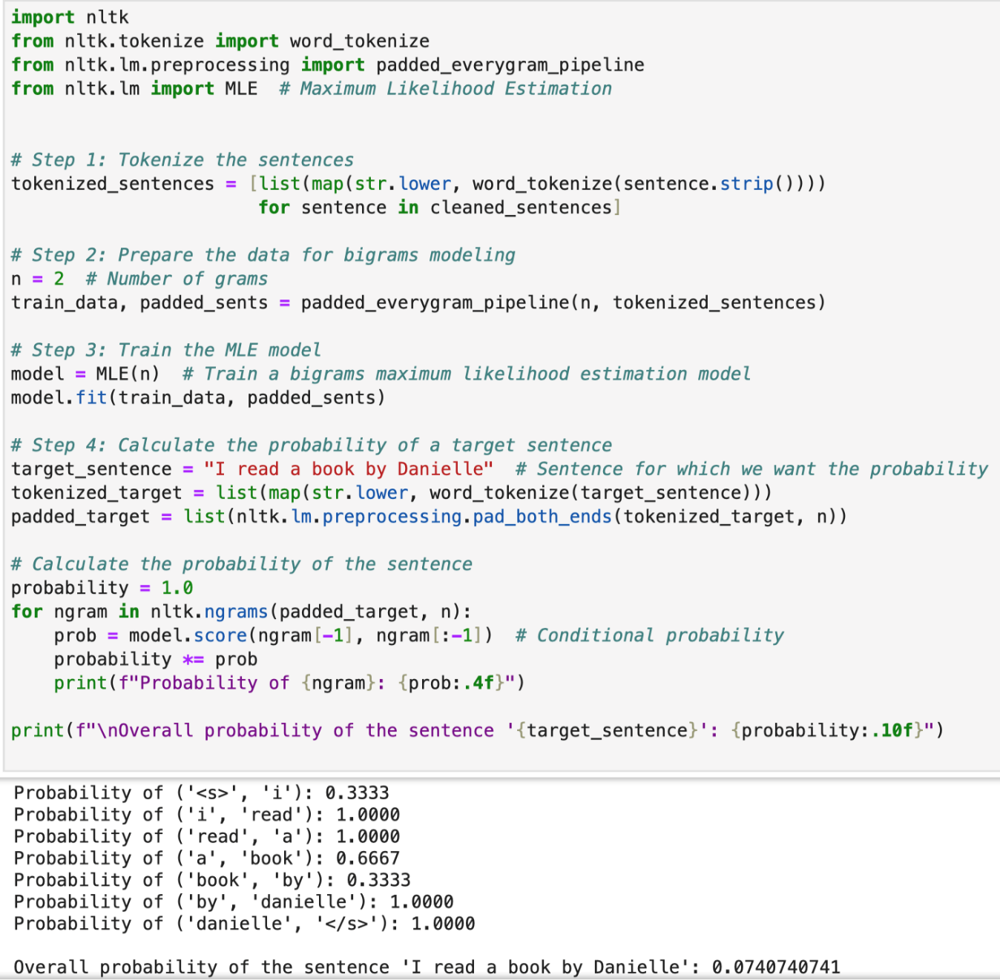 import nltk
from nltk.tokenize import word_tokenize
from nltk.lm.preprocessing import padded_everygram_pipeline
from nltk.lm import MLE  # Maximum Likelihood Estimation
# Step 1: Tokenize the sentences
tokenized_sentences = [list(map(str.lower, word_tokenize(sentence.strip())))
                       for sentence in cleaned_sentences]
# Step 2: Prepare the data for bigrams modeling
n = 2  # Number of grams
train_data, padded_sents = padded_everygram_pipeline(n, tokenized_sentences)
# Step 3: Train the MLE model
model = MLE(n)  # Train a bigrams maximum likelihood estimation model
model.fit(train_data, padded_sents)
# Step 4: Calculate the probability of a target sentence
target_sentence = "I read a book by Danielle"  # Sentence for which we want the probability
tokenized_target = list(map(str.lower, word_tokenize(target_sentence)))
padded_target = list(nltk.lm.preprocessing.pad_both_ends(tokenized_target, n))
# Calculate the probability of the sentence
probability = 1.0
for ngram in nltk.ngrams(padded_target, n):
    prob = model.score(ngram[-1], ngram[:-1])  # Conditional probability
    probability *= prob
    print(f"Probability of {ngram}: {prob:.4f}")
print(f"\nOverall probability of the sentence '{target_sentence}': {probability:.10f}")
Probability of ('<s>', 'i'): 0.3333
Probability of ('i', 'read'): 1.0000
Probability of ('read', 'a'): 1.0000
Probability of ('a', 'book'): 0.6667
Probability of ('book', 'by'): 0.3333
Probability of ('by', 'danielle'): 1.0000
Probability of ('danielle', '</s>'): 1.0000
Overall probability of the sentence 'I read a book by Danielle': 0.0740740741